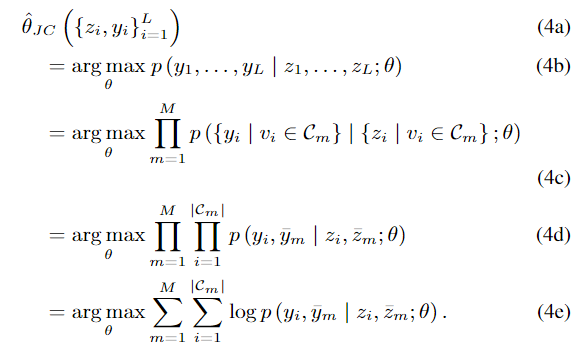 θ̂_{JC} ({z_i, y_i}_{i=1}^{L}) (4a)
= arg max_θ p (y_1, . . . , y_L | z_1, . . . , z_L; θ) (4b)
= arg max_θ ∏_{m=1}^{M} p ({y_i | v_i ∈ 𝒞_m} | {z_i | v_i ∈ 𝒞_m} ; θ)
(4c)
= arg max_θ ∏_{m=1}^{M} ∏_{i=1}^{|𝒞_m|} p (y_i, ȳ_m | z_i, z̄_m; θ) (4d)
= arg max_θ ∑_{m=1}^{M} ∑_{i=1}^{|𝒞_m|} log p (y_i, ȳ_m | z_i, z̄_m; θ) . (4e)